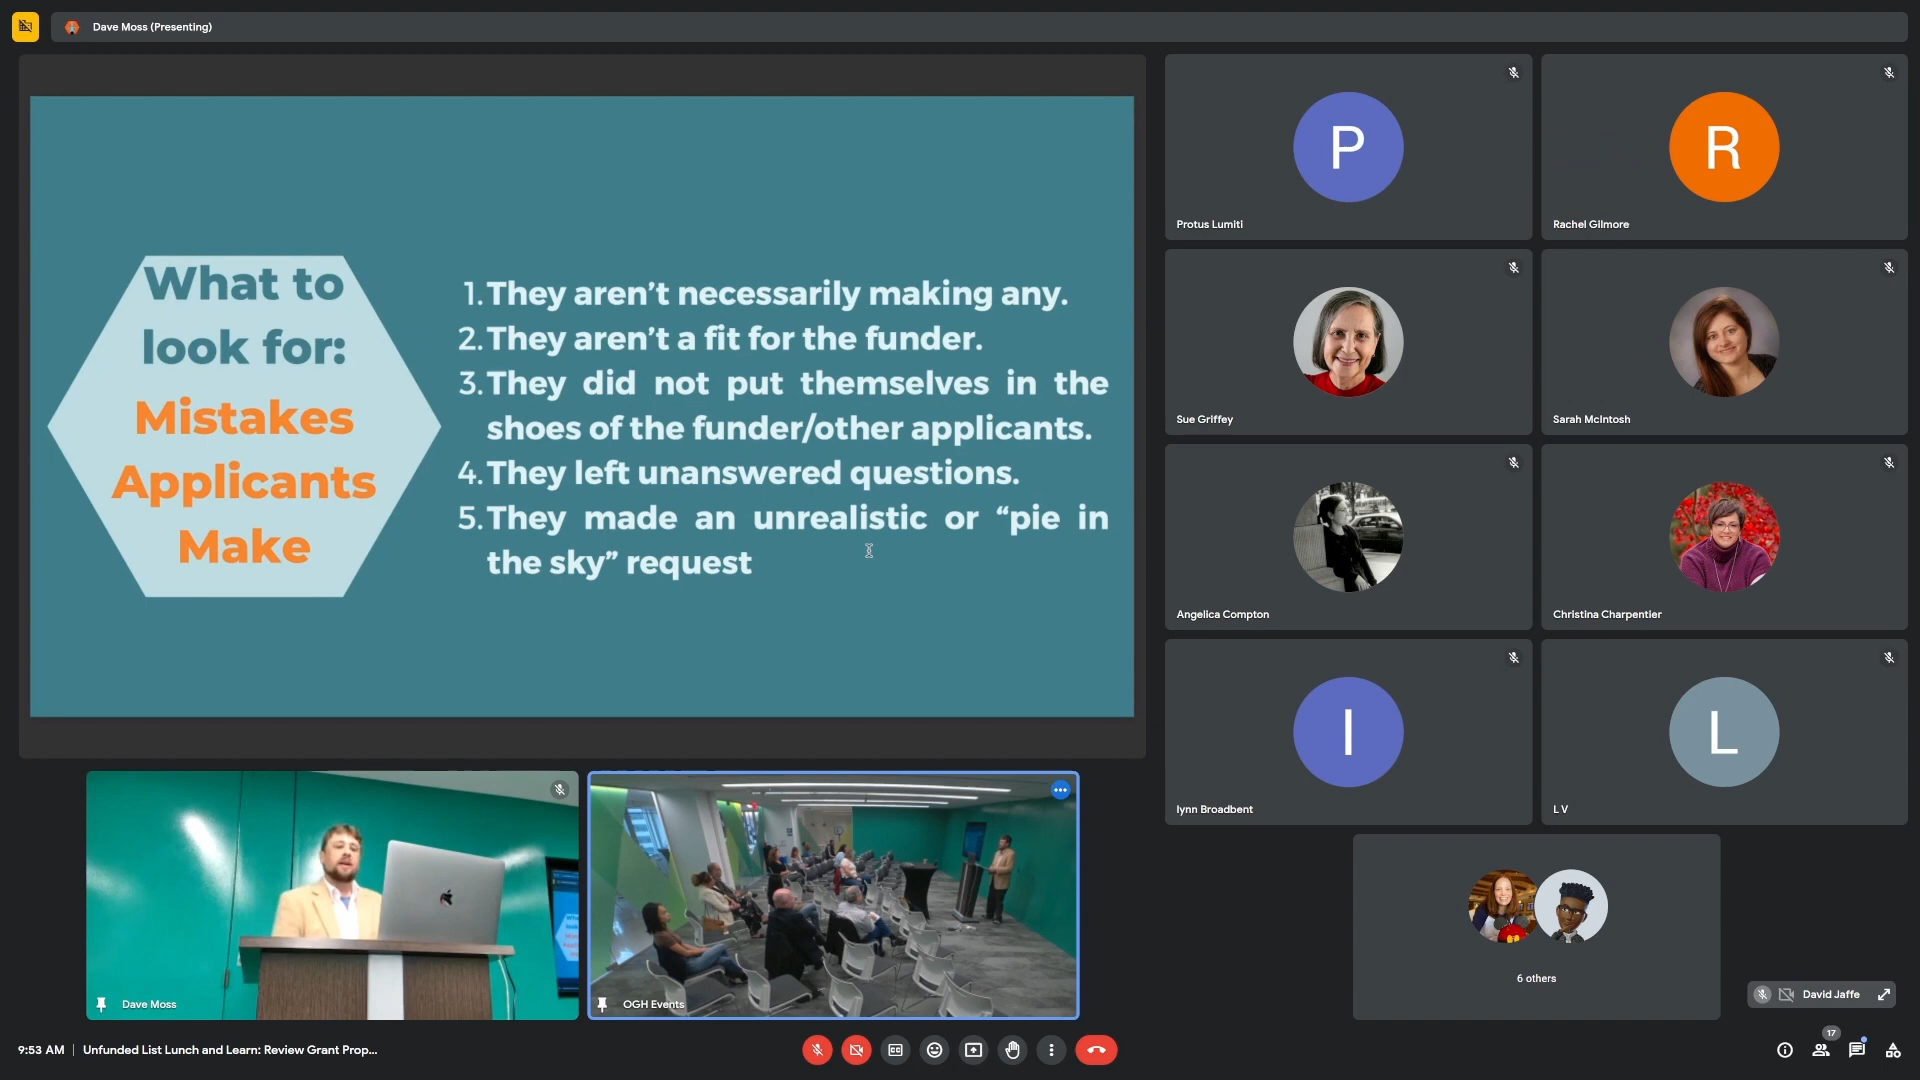 Dave Moss (Presenting)
What to
look for:
Mistakes
Applicants
Make
1. They aren't necessarily making any.
2. They aren't a fit for the funder.
3. They did not put themselves in the
shoes of the funder/other applicants.
4. They left unanswered questions.
5. They made an unrealistic or “pie in
the sky” request
P
Protus Lumiti
R
Rachel Gilmore
Sue Griffey
Sarah McIntosh
Angelica Compton
Christina Charpentier
l
lynn Broadbent
L
L V
6 others
David Jaffe
Dave Moss
OGH Events
9:53 AM | Unfunded List Lunch and Learn: Review Grant Prop...
17